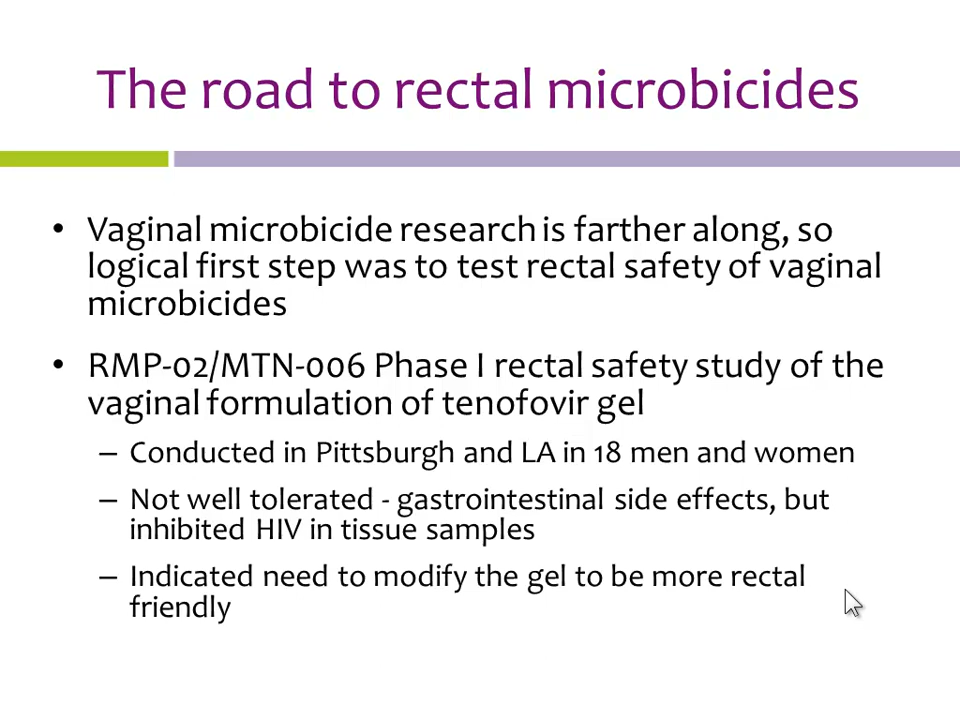 The road to rectal microbicides
• Vaginal microbicide research is farther along, so
logical first step was to test rectal safety of vaginal
microbicides
• RMP-02/MTN-006 Phase I rectal safety study of the
vaginal formulation of tenofovir gel
– Conducted in Pittsburgh and LA in 18 men and women
– Not well tolerated - gastrointestinal side effects, but
inhibited HIV in tissue samples
– Indicated need to modify the gel to be more rectal
friendly